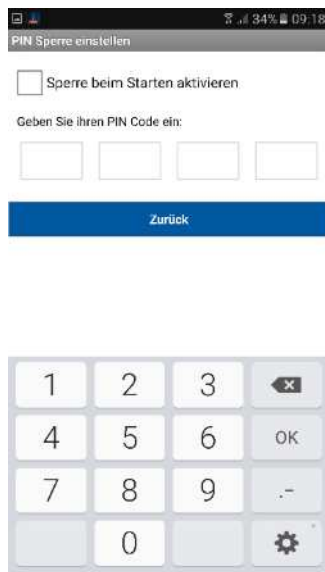 34% 09:18
PIN Sperre einstellen
Sperre beim Starten aktivieren
Geben Sie ihren PIN Code ein:
Zurück
1 2 3
4 5 6 OK
7 8 9 .-
0